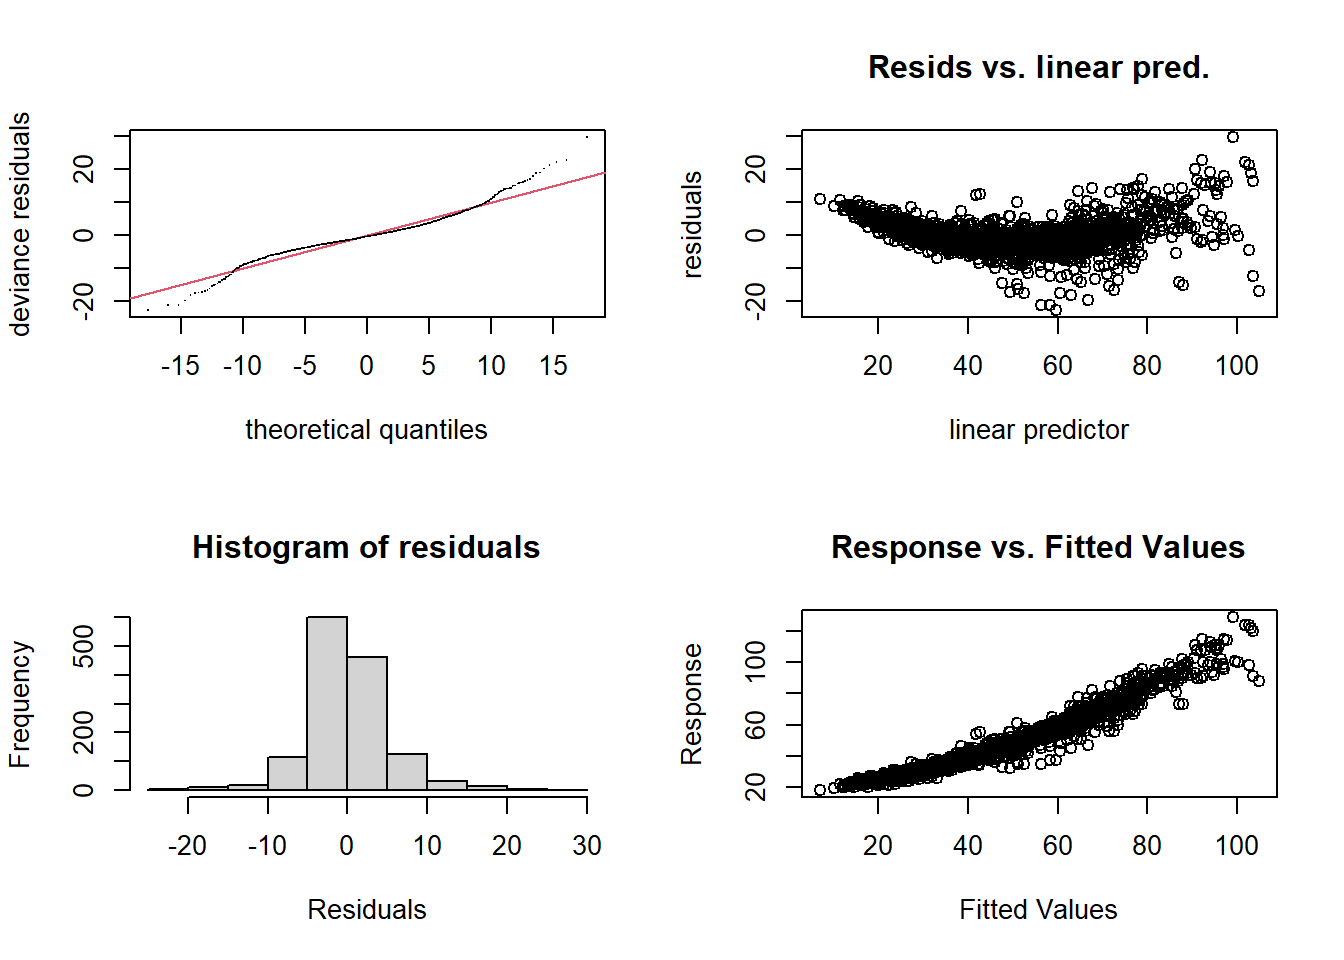 deviance residuals
20
0
-20
-15 -10 -5 0 5 10 15
theoretical quantiles
Resids vs. linear pred.
residuals
20
0
-20
20 40 60 80 100
linear predictor
Histogram of residuals
Frequency
500
200
0
-20 -10 0 10 20 30
Residuals
Response vs. Fitted Values
Response
100
60
20
20 40 60 80 100
Fitted Values